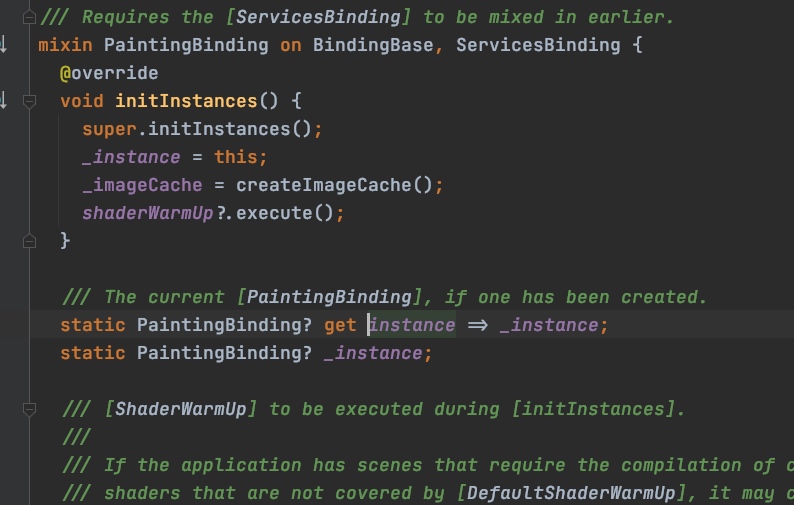 /// Requires the [ServicesBinding] to be mixed in earlier.
mixin PaintingBinding on BindingBase, ServicesBinding {
@override
void initInstances() {
super.initInstances();
_instance = this;
_imageCache = createImageCache();
shaderWarmUp?.execute();
}
/// The current [PaintingBinding], if one has been created.
static PaintingBinding? get instance => _instance;
static PaintingBinding? _instance;
/// [ShaderWarmUp] to be executed during [initInstances].
///
/// If the application has scenes that require the compilation of c
/// shaders that are not covered by [DefaultShaderWarmUp], it may c